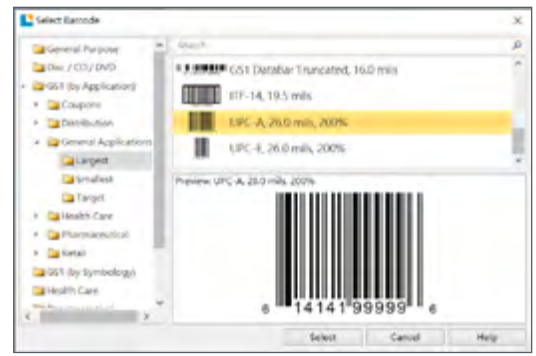 Select Barcode
General Purpose
Disc / CD / DVD
GS1 (by Application)
Coupons
Distribution
General Applications
Largest
Smallest
Target
Health Care
Pharmaceutical
Retail
GS1 (by Symbology)
Health Care
Search
GS1 Databar Truncated, 16.0 mils
ITF-14, 19.5 mils
UPC-A, 26.0 mils, 200%
UPC-E, 26.0 mils, 200%
Preview: UPC-A, 26.0 mils, 200%
6 14141 99999 6
Select
Cancel
Help